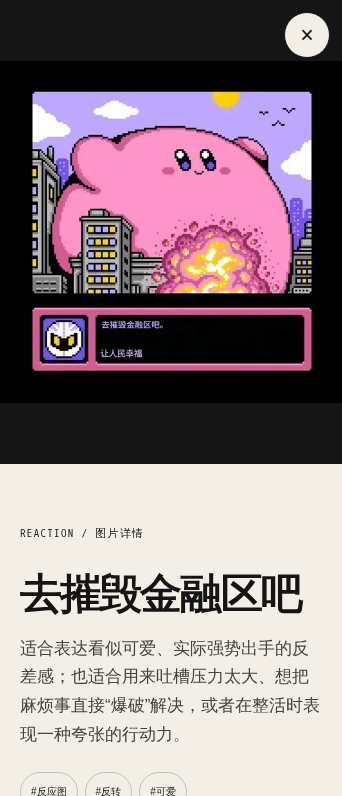 ×
去摧毁金融区吧。
让人民幸福
REACTION / 图片详情
去摧毁金融区吧
适合表达看似可爱、实际强势出手的反
差感；也适合用来吐槽压力太大、想把
麻烦事直接“爆破”解决，或者在整活时表
现一种夸张的行动力。
#反应图 #反转 #可爱